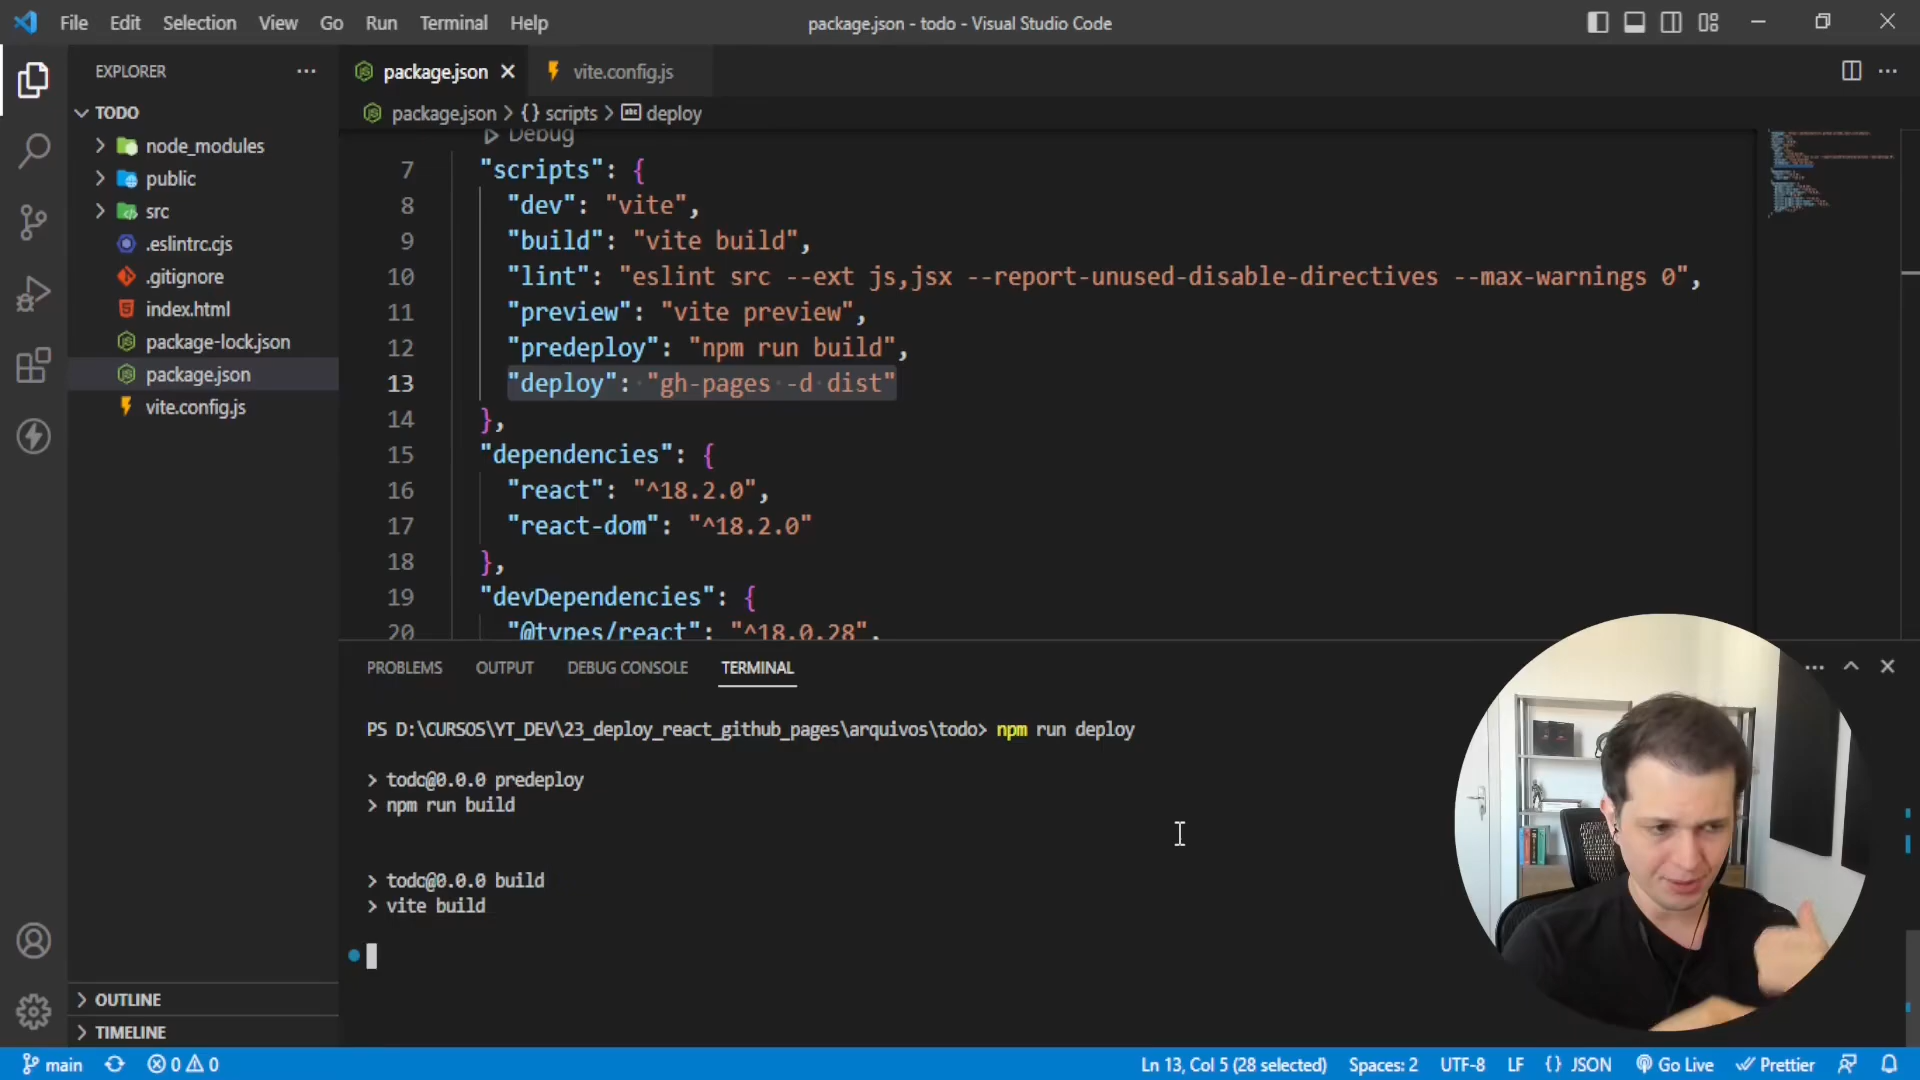 File Edit Selection View Go Run Terminal Help
package.json - todo - Visual Studio Code
EXPLORER
TODO
node_modules
public
src
.eslintrc.cjs
.gitignore
index.html
package-lock.json
package.json
vite.config.js
OUTLINE
TIMELINE
package.json
vite.config.js
package.json > {} scripts > deploy
Debug
7 "scripts": {
8 "dev": "vite",
9 "build": "vite build",
10 "lint": "eslint src --ext js,jsx --report-unused-disable-directives --max-warnings 0",
11 "preview": "vite preview",
12 "predeploy": "npm run build",
13 "deploy": "gh-pages -d dist"
14 },
15 "dependencies": {
16 "react": "^18.2.0",
17 "react-dom": "^18.2.0"
18 },
19 "devDependencies": {
20 "@types/react": "^18.0.28",
PROBLEMS OUTPUT DEBUG CONSOLE TERMINAL
PS D:\CURSOS\YT_DEV\23_deploy_react_github_pages\arquivos\todo> npm run deploy
> todo@0.0.0 predeploy
> npm run build
> todo@0.0.0 build
> vite build
main 0 0 Ln 13, Col 5 (28 selected) Spaces: 2 UTF-8 LF {} JSON Go Live Prettier